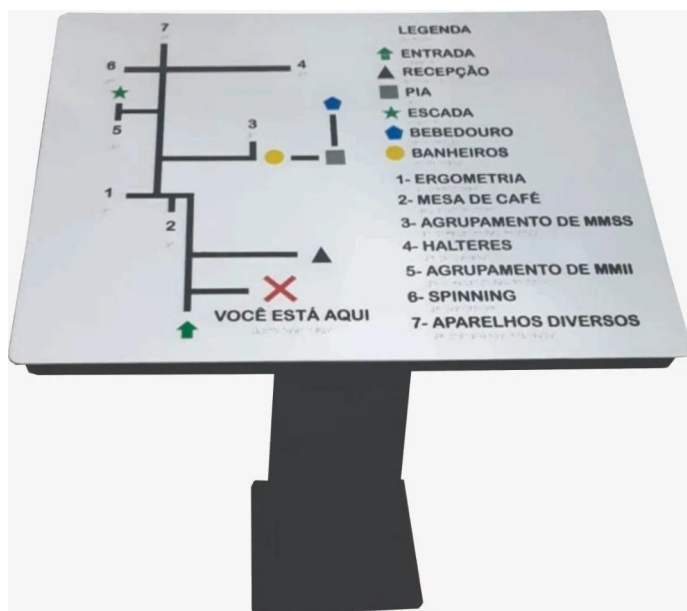 7
6
4
5
3
1
2
VOCÊ ESTÁ AQUI
LEGENDA
ENTRADA
RECEPÇÃO
PIA
ESCADA
BEBEDOURO
BANHEIROS
1- ERGOMETRIA
2- MESA DE CAFÉ
3- AGRUPAMENTO DE MMSS
4- HALTERES
5- AGRUPAMENTO DE MMII
6- SPINNING
7- APARELHOS DIVERSOS